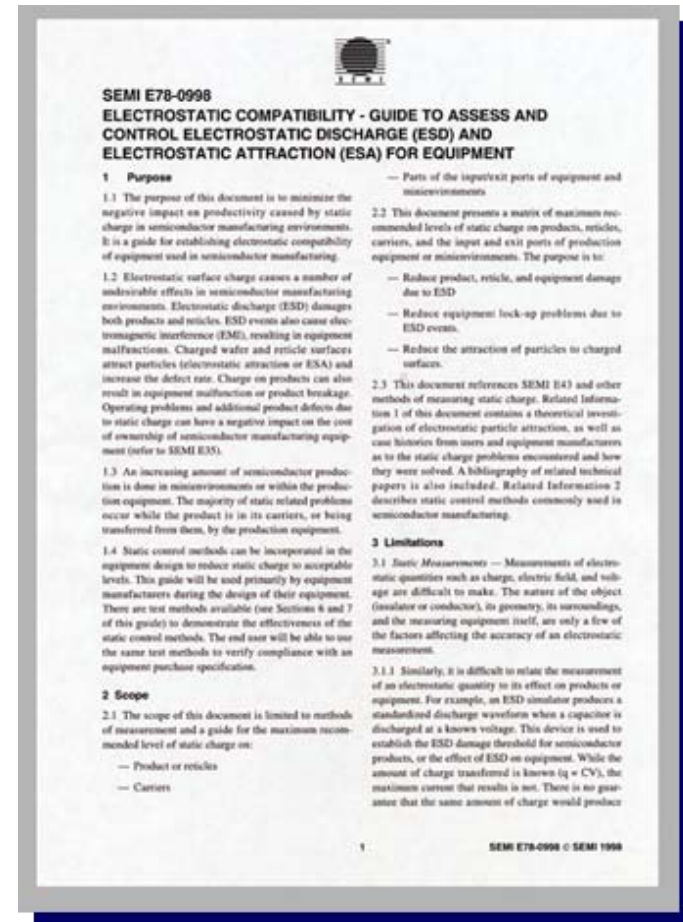 SEMI
SEMI E78-0998
ELECTROSTATIC COMPATIBILITY - GUIDE TO ASSESS AND
CONTROL ELECTROSTATIC DISCHARGE (ESD) AND
ELECTROSTATIC ATTRACTION (ESA) FOR EQUIPMENT
1 Purpose
1.1 The purpose of this document is to minimize the
negative impact on productivity caused by static
charge in semiconductor manufacturing environments.
It is a guide for establishing electrostatic compatibility
of equipment used in semiconductor manufacturing.
1.2 Electrostatic surface charge causes a number of
undesirable effects in semiconductor manufacturing
environments. Electrostatic discharge (ESD) damages
both products and reticles. ESD events also cause elec-
tromagnetic interference (EMI), resulting in equipment
malfunctions. Charged wafer and reticle surfaces
attract particles (electrostatic attraction or ESA) and
increase the defect rate. Charge on products can also
result in equipment malfunction or product breakage.
Operating problems and additional product defects due
to static charge can have a negative impact on the cost
of ownership of semiconductor manufacturing equip-
ment (refer to SEMI E35).
1.3 An increasing amount of semiconductor produc-
tion is done in minienvironments or within the produc-
tion equipment. The majority of static related problems
occur while the product is in its carriers, or being
transferred from them, by the production equipment.
1.4 Static control methods can be incorporated in the
equipment design to reduce static charge to acceptable
levels. This guide will be used primarily by equipment
manufacturers during the design of their equipment.
There are test methods available (see Sections 6 and 7
of this guide) to demonstrate the effectiveness of the
static control methods. The end user will be able to use
the same test methods to verify compliance with an
equipment purchase specification.
2 Scope
2.1 The scope of this document is limited to methods
of measurement and a guide for the maximum recom-
mended level of static charge on:
— Product or reticles
— Carriers
— Parts of the input/exit ports of equipment and
minienvironments
2.2 This document presents a matrix of maximum rec-
ommended levels of static charge on products, reticles,
carriers, and the input and exit ports of production
equipment or minienvironments. The purpose is to:
— Reduce product, reticle, and equipment damage
due to ESD
— Reduce equipment lock-up problems due to
ESD events.
— Reduce the attraction of particles to charged
surfaces.
2.3 This document references SEMI E43 and other
methods of measuring static charge. Related Informa-
tion 1 of this document contains a theoretical investi-
gation of electrostatic particle attraction, as well as
case histories from users and equipment manufacturers
as to the static charge problems encountered and how
they were solved. A bibliography of related technical
papers is also included. Related Information 2
describes static control methods commonly used in
semiconductor manufacturing.
3 Limitations
3.1 Static Measurements — Measurements of electro-
static quantities such as charge, electric field, and volt-
age are difficult to make. The nature of the object
(insulator or conductor), its geometry, its surroundings,
and the measuring equipment itself, are only a few of
the factors affecting the accuracy of an electrostatic
measurement.
3.1.1 Similarly, it is difficult to relate the measurement
of an electrostatic quantity to its effect on products or
equipment. For example, an ESD simulator produces a
standardized discharge waveform when a capacitor is
discharged at a known voltage. This device is used to
establish the ESD damage threshold for semiconductor
products, or the effect of ESD on equipment. While the
amount of charge transferred is known (q = CV), the
maximum current that results is not. There is no guar-
antee that the same amount of charge would produce
1
SEMI E78-0998 © SEMI 1998